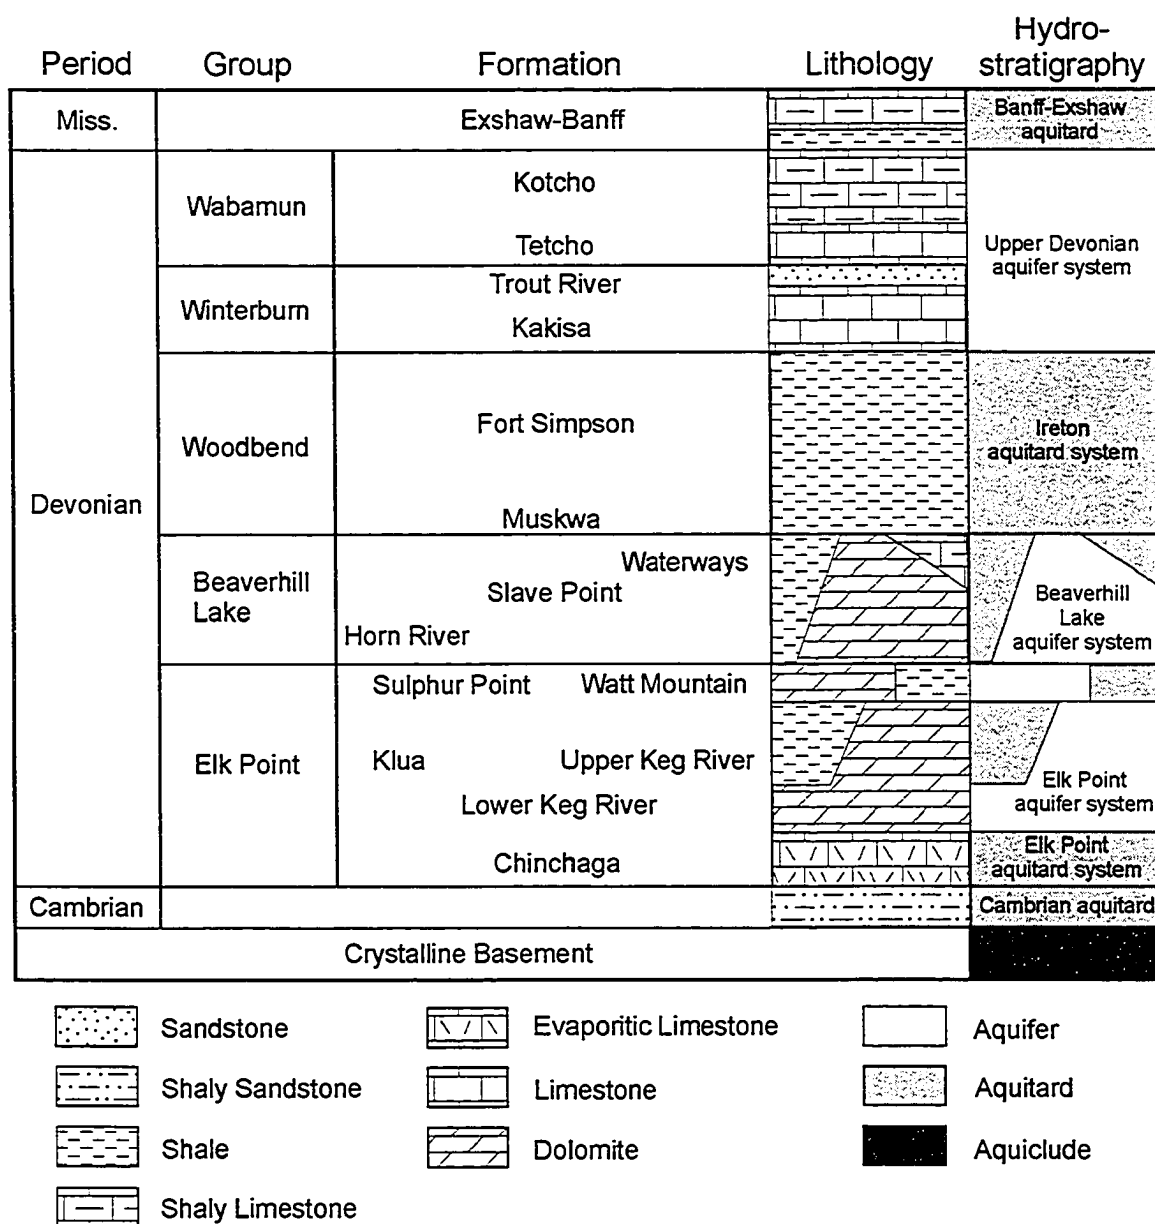 Period Group Formation Lithology Hydro-
stratigraphy
Miss. Exshaw-Banff Banff-Exshaw
aquitard
Devonian
Wabamun
Kotcho
Tetcho
Upper Devonian
aquifer system
Winterburn
Trout River
Kakisa
Woodbend
Fort Simpson
Muskwa
Ireton
aquitard system
Beaverhill
Lake
Waterways
Slave Point
Horn River
Beaverhill
Lake
aquifer system
Elk Point
Sulphur Point Watt Mountain
Klua Upper Keg River
Lower Keg River
Chinchaga
Elk Point
aquifer system
Elk Point
aquitard system
Cambrian Cambrian aquitard
Crystalline Basement
Sandstone Evaporitic Limestone Aquifer
Shaly Sandstone Limestone Aquitard
Shale Dolomite Aquiclude
Shaly Limestone